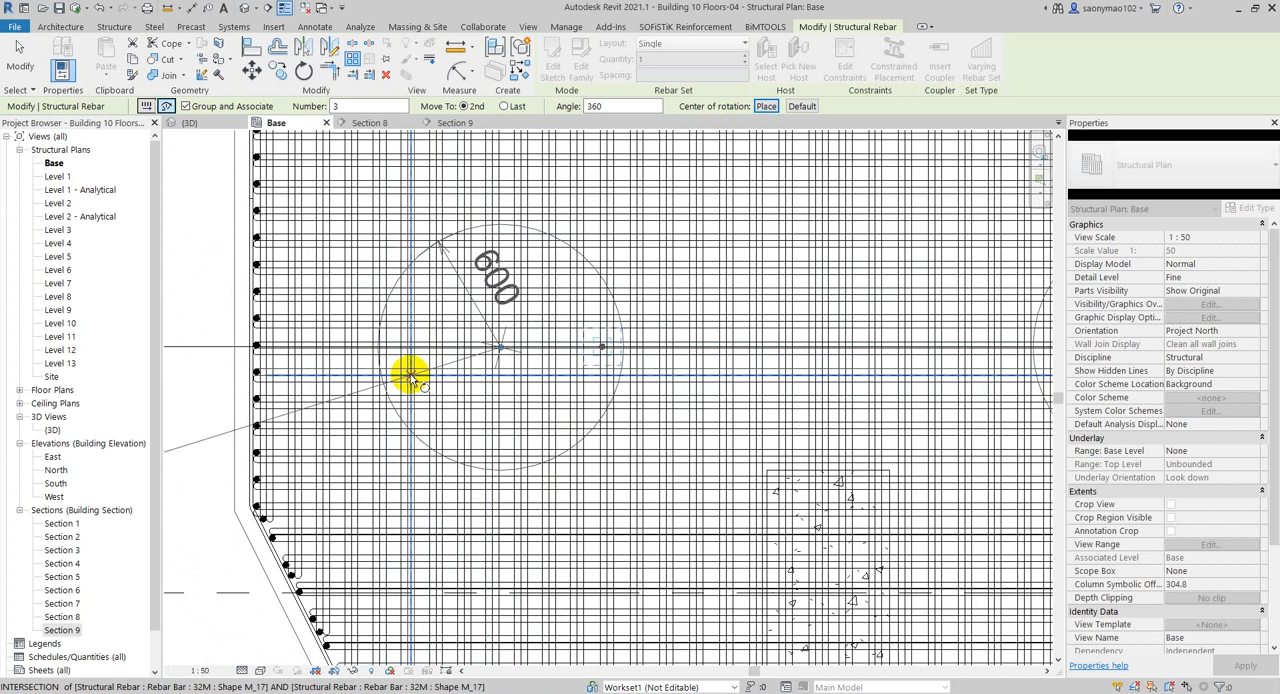 Autodesk Revit 2021.1 - Building 10 Floors-04
saonymao102
File Architecture Structure Steel Precast Systems Insert Annotate Analyze Massing & Site Collaborate View Manage Add-Ins SOFiSTiK Reinforcement BiMTOOLS Modify | Structural Rebar
Modify Paste Cope Cut Join
Layout: Single
Quantity: 1
Spacing:
Edit Sketch Edit Family Select Host Pick New Host Edit Constraints Constrained Placement Insert Coupler Varying Rebar Set
Select Properties Clipboard Geometry Modify View Measure Create Mode Rebar Set Host Constraints Coupler Set Type
Modify | Structural Rebar Group and Associate Number: 3 Move To: 2nd Last Angle: 360 Center of rotation: Place Default
Project Browser - Building 10 Floors...
{3D} Base Section 8 Section 9
Properties
Views (all)
Structural Plans
Base
Level 1
Level 1 - Analytical
Level 2
Level 2 - Analytical
Level 3
Level 4
Level 5
Level 6
Level 7
Level 8
Level 9
Level 10
Level 11
Level 12
Level 13
Site
Floor Plans
Ceiling Plans
3D Views
{3D}
Elevations (Building Elevation)
East
North
South
West
Sections (Building Section)
Section 1
Section 2
Section 3
Section 4
Section 5
Section 6
Section 7
Section 8
Section 9
Legends
Schedules/Quantities (all)
Sheets (all)
600
Structural Plan
Structural Plan: Base Edit Type
Graphics
View Scale 1 : 50
Scale Value 1: 50
Display Model Normal
Detail Level Fine
Parts Visibility Show Original
Visibility/Graphics Ov... Edit...
Graphic Display Option... Edit...
Orientation Project North
Wall Join Display Clean all wall joins
Discipline Structural
Show Hidden Lines By Discipline
Color Scheme Location Background
Color Scheme <none>
System Color Schemes Edit...
Default Analysis Displ... None
Underlay
Range: Base Level None
Range: Top Level Unbounded
Underlay Orientation Look down
Extents
Crop View
Crop Region Visible
Annotation Crop
View Range Edit...
Associated Level Base
Scope Box None
Column Symbolic Off... 304.8
Depth Clipping No clip
Identity Data
View Template <None>
View Name Base
Dependency Independent
Properties help Apply
1 : 50
INTERSECTION of [Structural Rebar : Rebar Bar : 32M : Shape M_17] AND [Structural Rebar : Rebar Bar : 32M : Shape M_17] Workset1 (Not Editable) :0 Main Model :0